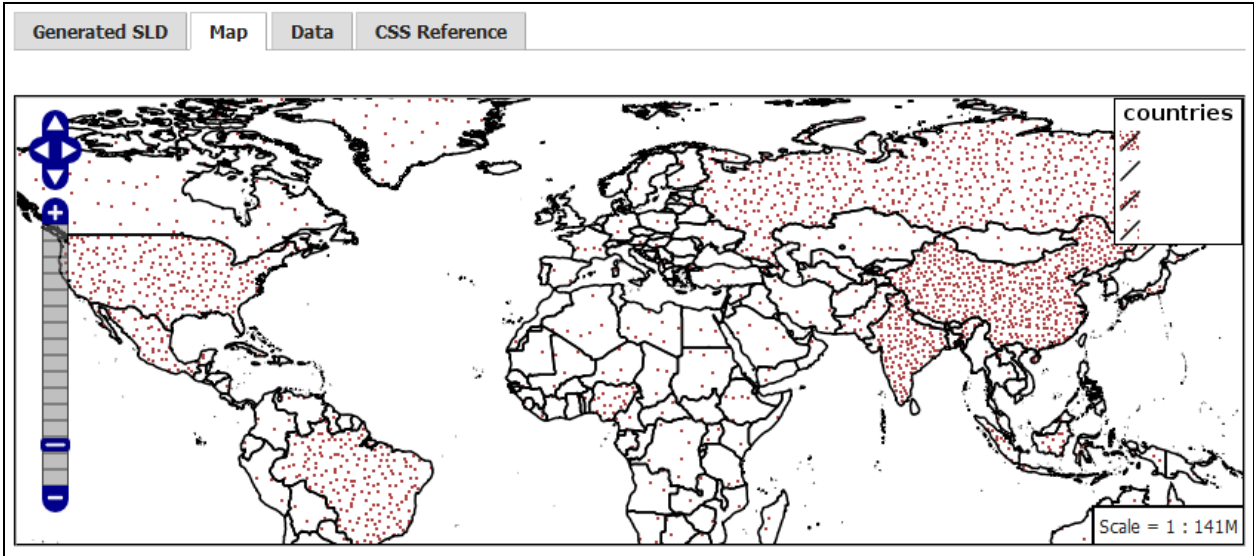 Generated SLD Map Data CSS Reference
countries
Scale = 1 : 141M